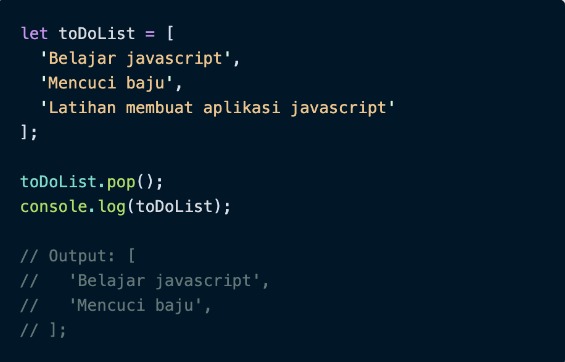 let toDoList = [
  'Belajar javascript',
  'Mencuci baju',
  'Latihan membuat aplikasi javascript'
];

toDoList.pop();
console.log(toDoList);

// Output: [
//   'Belajar javascript',
//   'Mencuci baju',
// ];